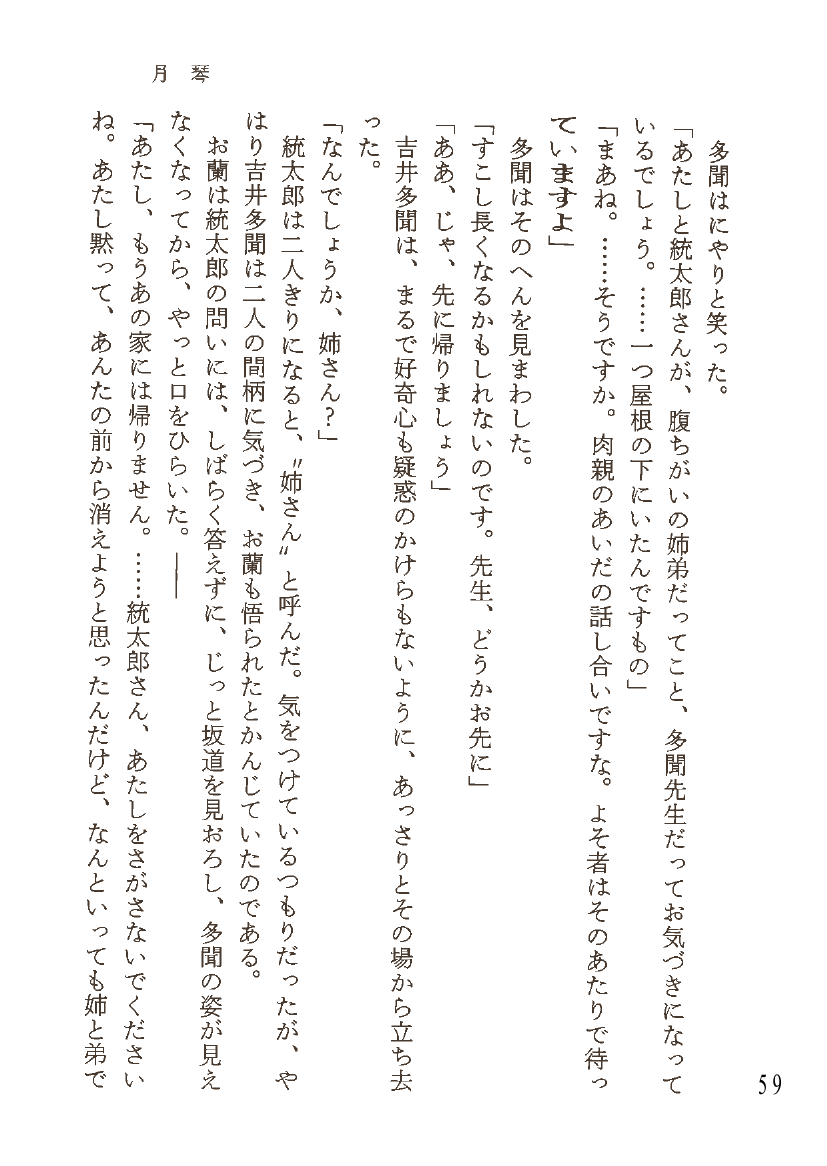 月琴
多聞はにやりと笑った。
「あたしと統太郎さんが、腹ちがいの姉弟だってこと、多聞先生だってお気づきになって
いるでしょう。……一つ屋根の下にいたんですもの」
「まあね。……そうですか。肉親のあいだの話し合いですな。よそ者はそのあたりで待っ
ていますよ」
多聞はそのへんを見まわした。
「すこし長くなるかもしれないのです。先生、どうかお先に」
「ああ、じゃ、先に帰りましょう」
吉井多聞は、まるで好奇心も疑惑のかけらもないように、あっさりとその場から立ち去
った。
「なんでしょうか、姉さん?」
統太郎は二人きりになると、〝姉さん〟と呼んだ。気をつけているつもりだったが、や
はり吉井多聞は二人の間柄に気づき、お蘭も悟られたとかんじていたのである。
お蘭は統太郎の問いには、しばらく答えずに、じっと坂道を見おろし、多聞の姿が見え
なくなってから、やっと口をひらいた。――
「あたし、もうあの家には帰りません。……統太郎さん、あたしをさがさないでください
ね。あたし黙って、あんたの前から消えようと思ったんだけど、なんといっても姉と弟で
59